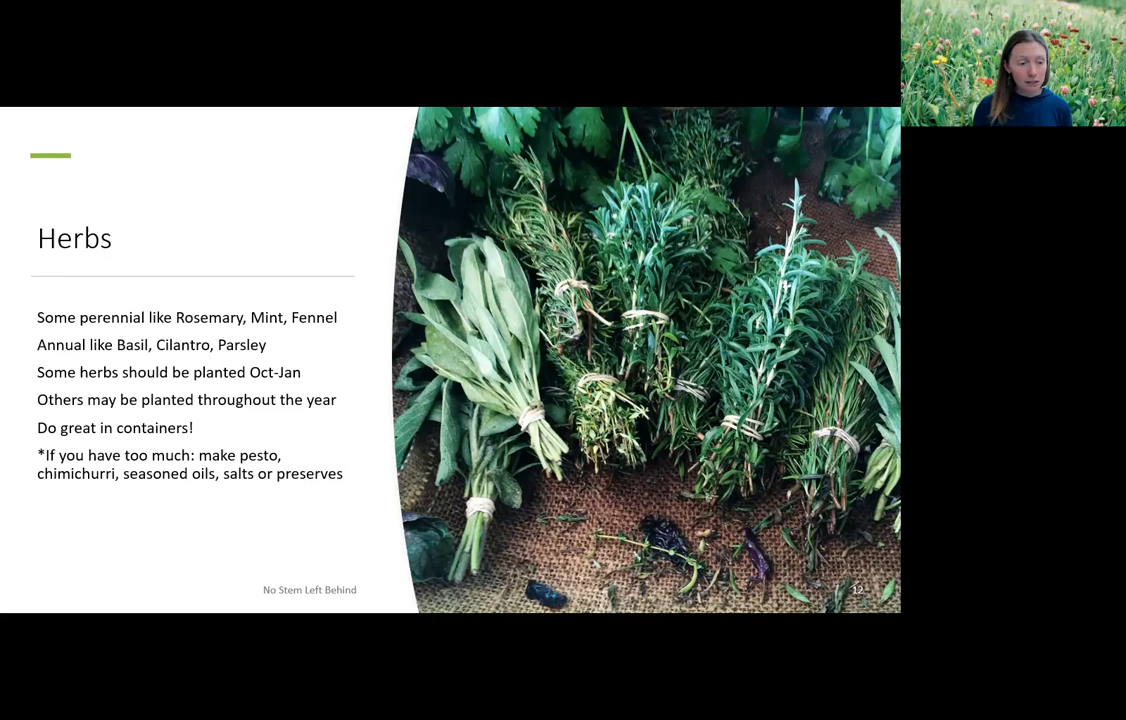 Herbs
Some perennial like Rosemary, Mint, Fennel
Annual like Basil, Cilantro, Parsley
Some herbs should be planted Oct-Jan
Others may be planted throughout the year
Do great in containers!
*If you have too much: make pesto,
chimichurri, seasoned oils, salts or preserves
No Stem Left Behind
12